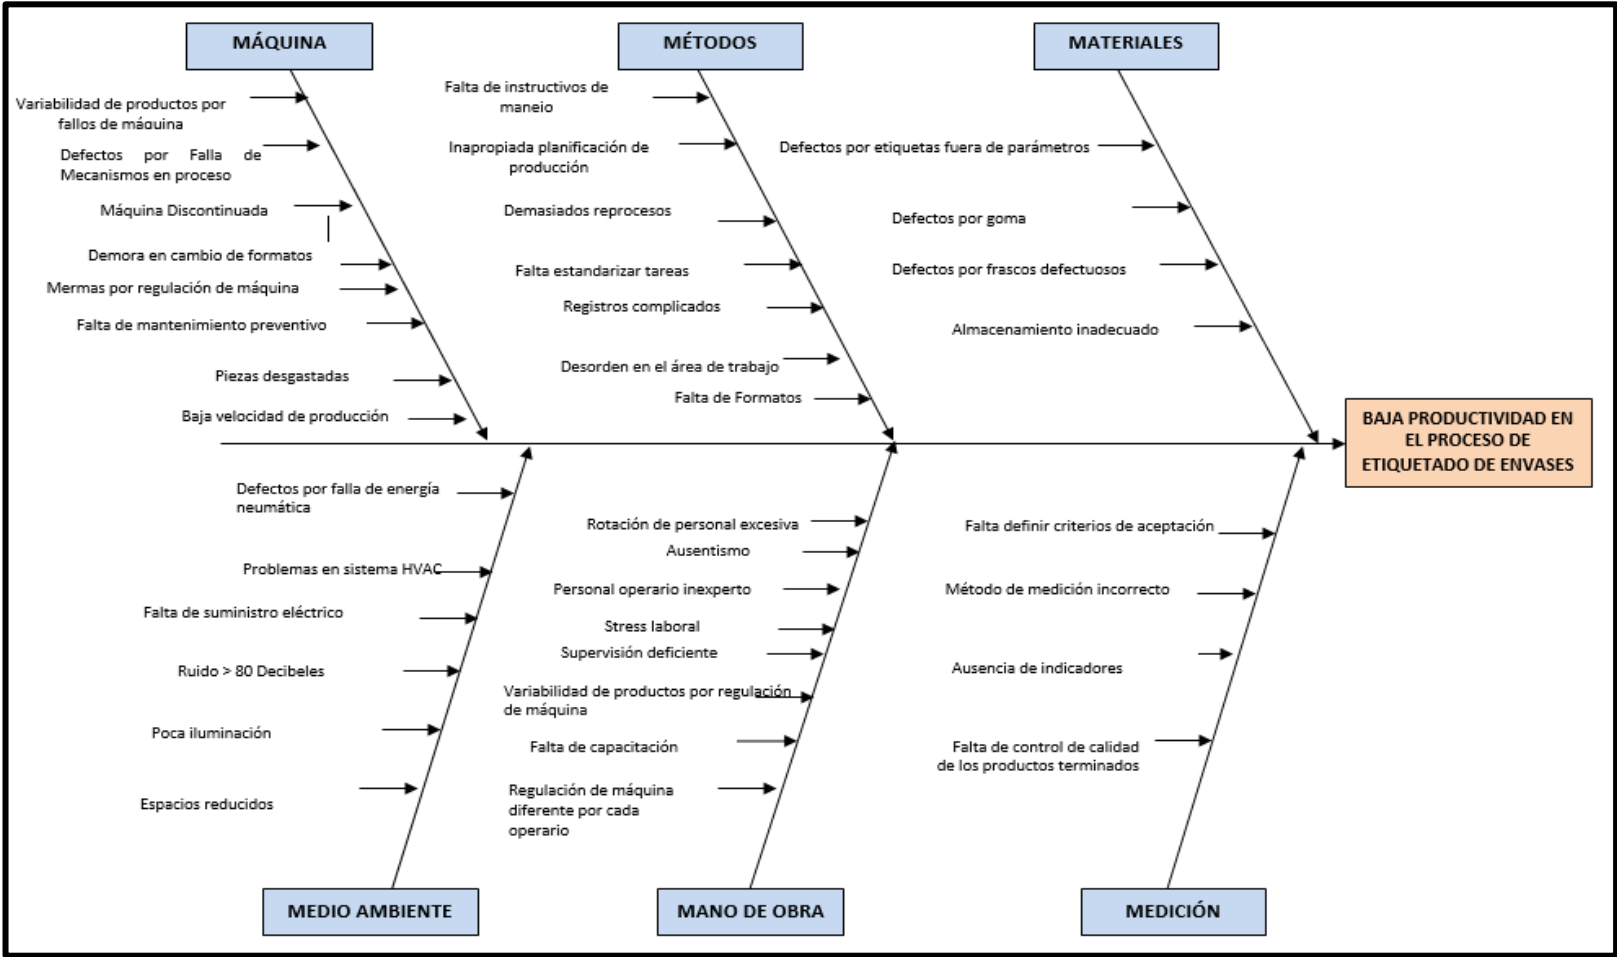 MÁQUINA
MÉTODOS
MATERIALES
Variabilidad de productos por
fallos de máquina
Defectos por Falla de
Mecanismos en proceso
Máquina Discontinuada
Demora en cambio de formatos
Mermas por regulación de máquina
Falta de mantenimiento preventivo
Piezas desgastadas
Baja velocidad de producción
Falta de instructivos de
maneio
Inapropiada planificación de
producción
Demasiados reprocesos
Falta estandarizar tareas
Registros complicados
Desorden en el área de trabajo
Falta de Formatos
Defectos por etiquetas fuera de parámetros
Defectos por goma
Defectos por frascos defectuosos
Almacenamiento inadecuado
BAJA PRODUCTIVIDAD EN
EL PROCESO DE
ETIQUETADO DE ENVASES
Defectos por falla de energía
neumática
Problemas en sistema HVAC
Falta de suministro eléctrico
Ruido > 80 Decibeles
Poca iluminación
Espacios reducidos
Rotación de personal excesiva
Ausentismo
Personal operario inexperto
Stress laboral
Supervisión deficiente
Variabilidad de productos por regulación
de máquina
Falta de capacitación
Regulación de máquina
diferente por cada
operario
Falta definir criterios de aceptación
Método de medición incorrecto
Ausencia de indicadores
Falta de control de calidad
de los productos terminados
MEDIO AMBIENTE
MANO DE OBRA
MEDICIÓN